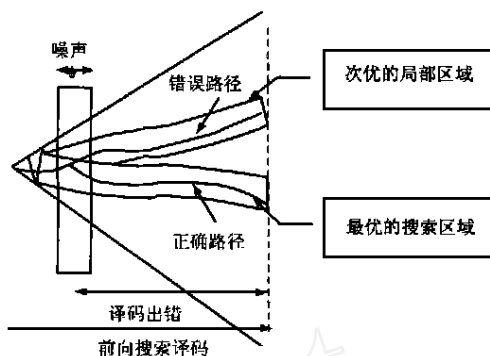 噪声
错误路径
次优的局部区域
正确路径
最优的搜索区域
译码出错
前向搜索译码